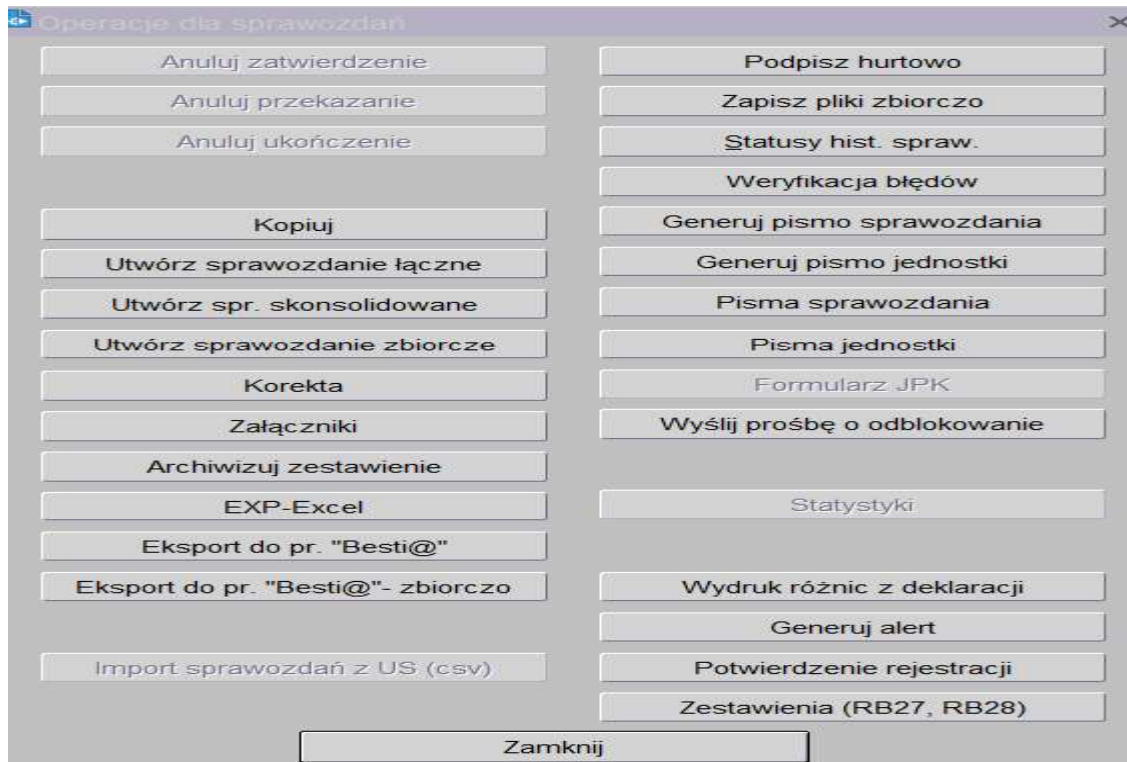 Operacje dla sprawozdań
Anuluj zatwierdzenie
Anuluj przekazanie
Anuluj ukończenie
Kopiuj
Utwórz sprawozdanie łączne
Utwórz spr. skonsolidowane
Utwórz sprawozdanie zbiorcze
Korekta
Załączniki
Archiwizuj zestawienie
EXP-Excel
Eksport do pr. "Besti@"
Eksport do pr. "Besti@"- zbiorczo
Import sprawozdań z US (csv)
Podpisz hurtowo
Zapisz pliki zbiorczo
Statusy hist. spraw.
Weryfikacja błędów
Generuj pismo sprawozdania
Generuj pismo jednostki
Pisma sprawozdania
Pisma jednostki
Formularz JPK
Wyślij prośbę o odblokowanie
Statystyki
Wydruk różnic z deklaracji
Generuj alert
Potwierdzenie rejestracji
Zestawienia (RB27, RB28)
Zamknij